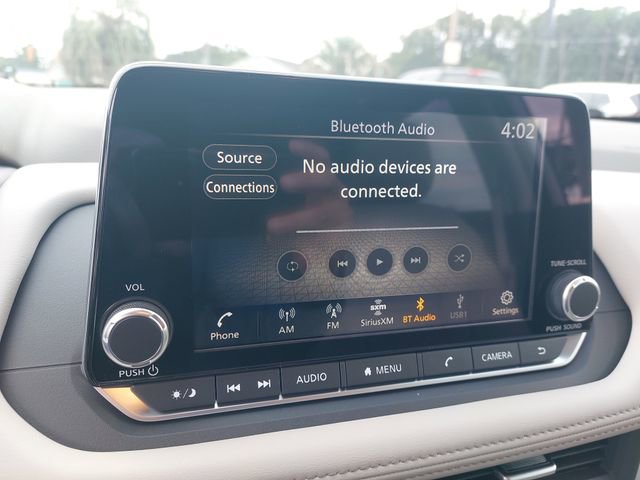 Bluetooth Audio
4:02
Source
No audio devices are
connected.
Connections
TUNE·SCROLL
VOL
Phone
AM
FM
sxm
SiriusXM
BT Audio
USB1
Settings
PUSH
PUSH SOUND
AUDIO
MENU
CAMERA